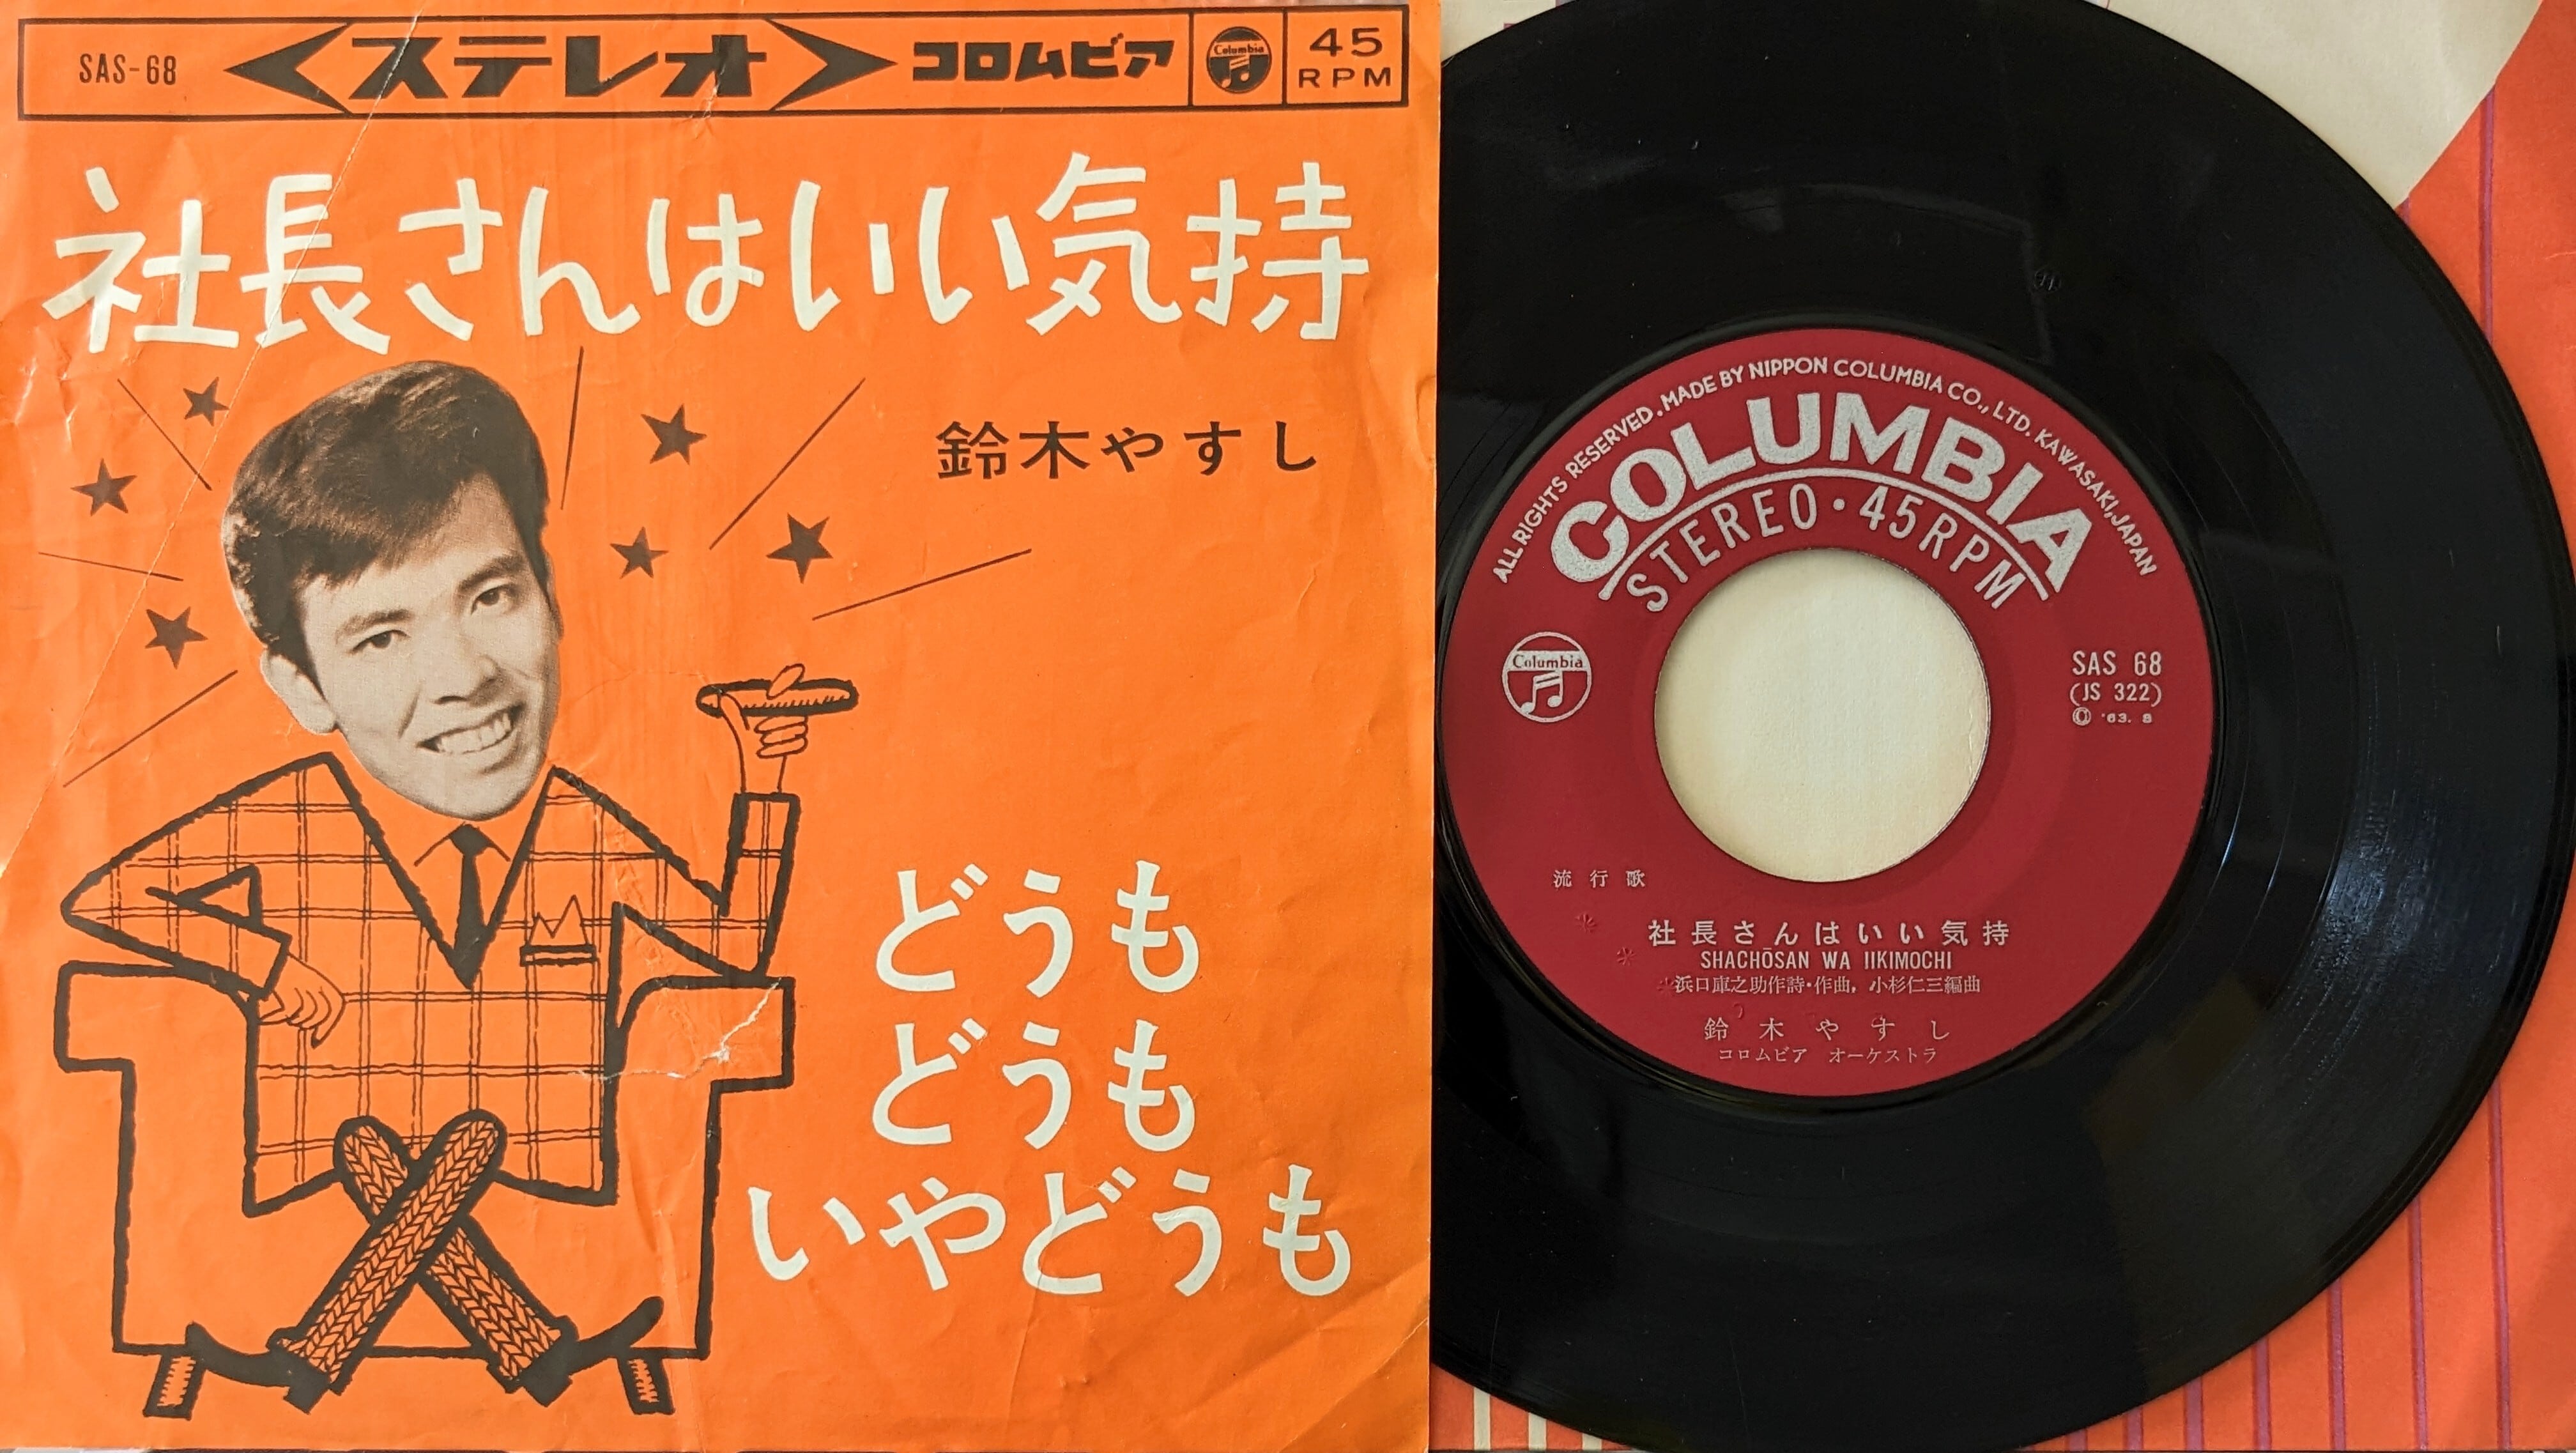 SAS-68
ステレオ
コロムビア
Columbia
45
RPM
社長さんはいい気持
鈴木やすし
どうも
どうも
いやどうも
ALL RIGHTS RESERVED. MADE BY NIPPON COLUMBIA CO., LTD. KAWASAKI, JAPAN
COLUMBIA
STEREO・45RPM
Columbia
SAS 68
(JS 322)
© '63. 8
流行歌
社長さんはいい気持
SHACHŌSAN WA IIKIMOCHI
浜口庫之助作詩・作曲, 小杉仁三編曲
鈴木やすし
コロムビア オーケストラ